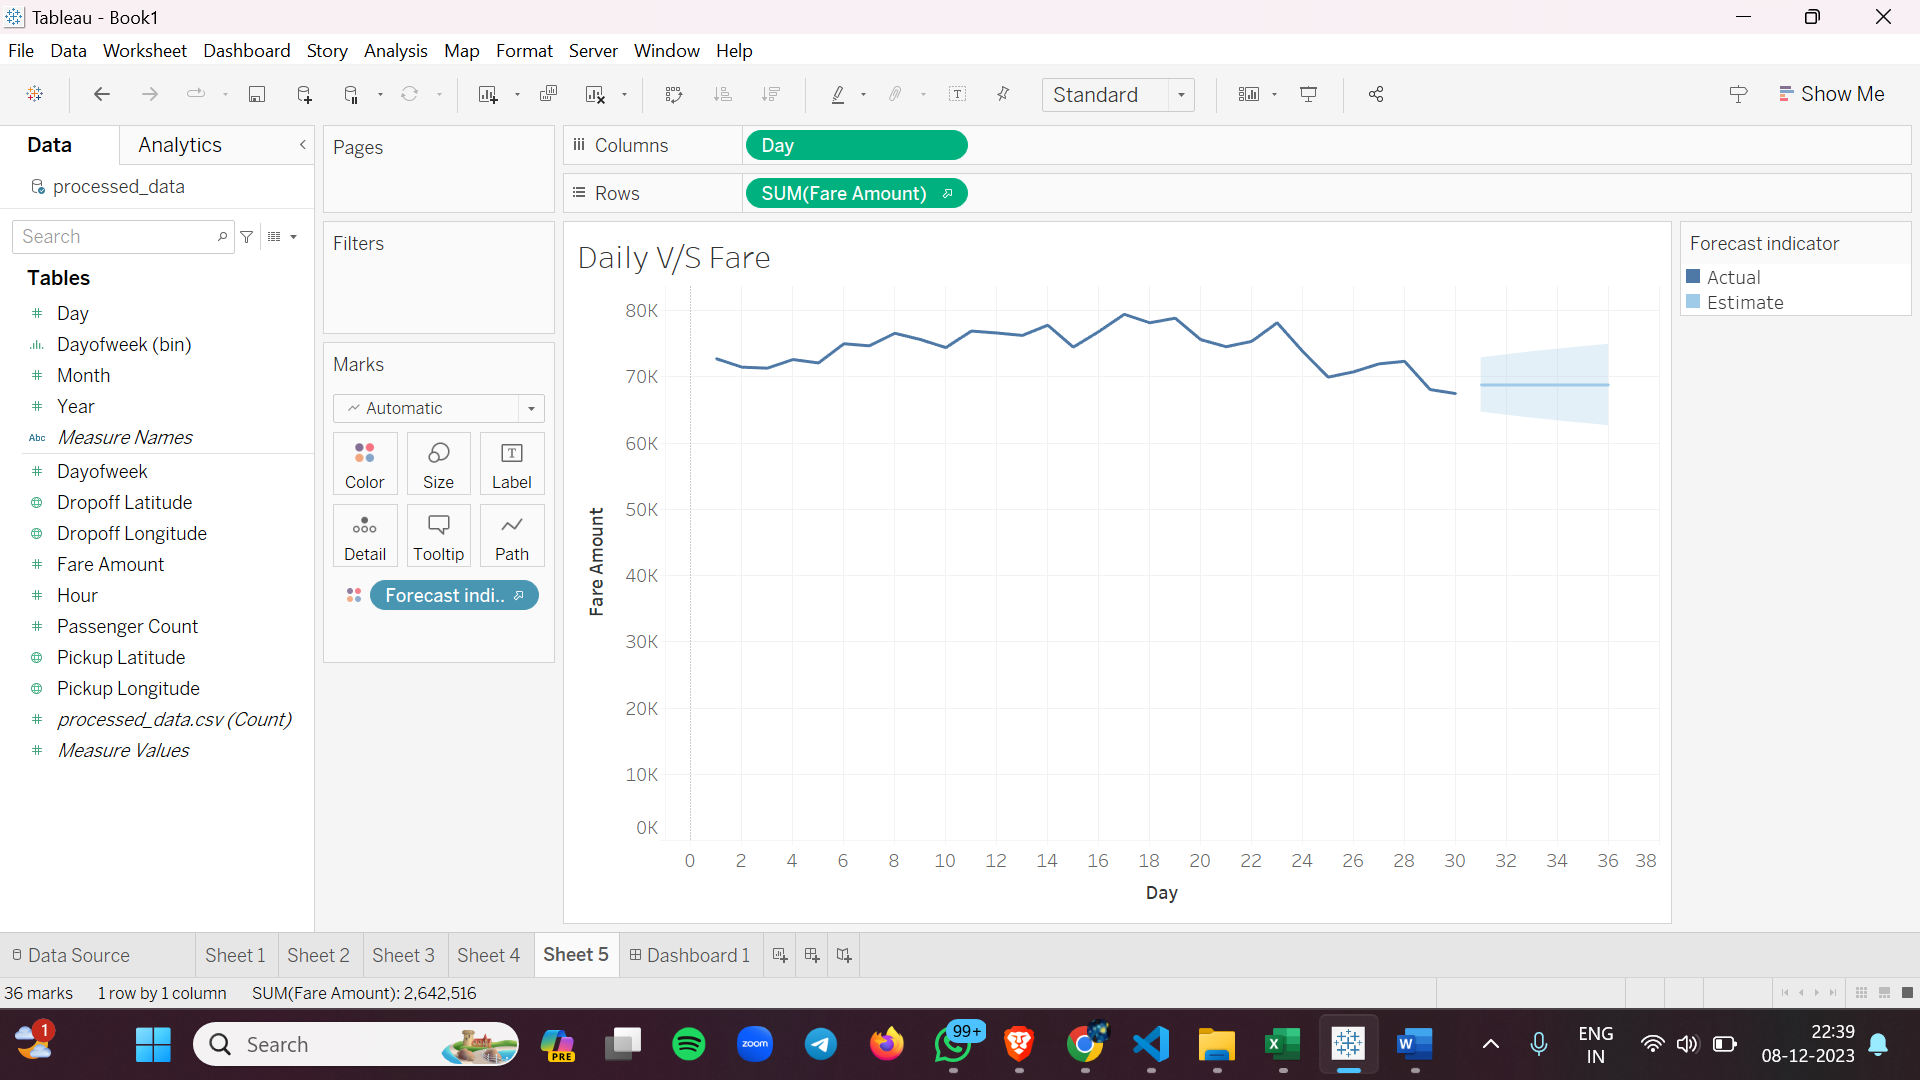 Tableau - Book1
File Data Worksheet Dashboard Story Analysis Map Format Server Window Help
Standard
Show Me
Data Analytics
processed_data
Search
Tables
Day
Dayofweek (bin)
Month
Year
Abc Measure Names
Dayofweek
Dropoff Latitude
Dropoff Longitude
Fare Amount
Hour
Passenger Count
Pickup Latitude
Pickup Longitude
processed_data.csv (Count)
Measure Values
Pages
Filters
Marks
Automatic
Color Size Label
Detail Tooltip Path
Forecast indi..
Columns Day
Rows SUM(Fare Amount)
Daily V/S Fare
80K
70K
60K
50K
40K
30K
20K
10K
0K
Fare Amount
0 2 4 6 8 10 12 14 16 18 20 22 24 26 28 30 32 34 36 38
Day
Forecast indicator
Actual
Estimate
Data Source Sheet 1 Sheet 2 Sheet 3 Sheet 4 Sheet 5 Dashboard 1
36 marks 1 row by 1 column SUM(Fare Amount): 2,642,516
1
Search
PRE
zoom
99+
ENG
IN
22:39
08-12-2023